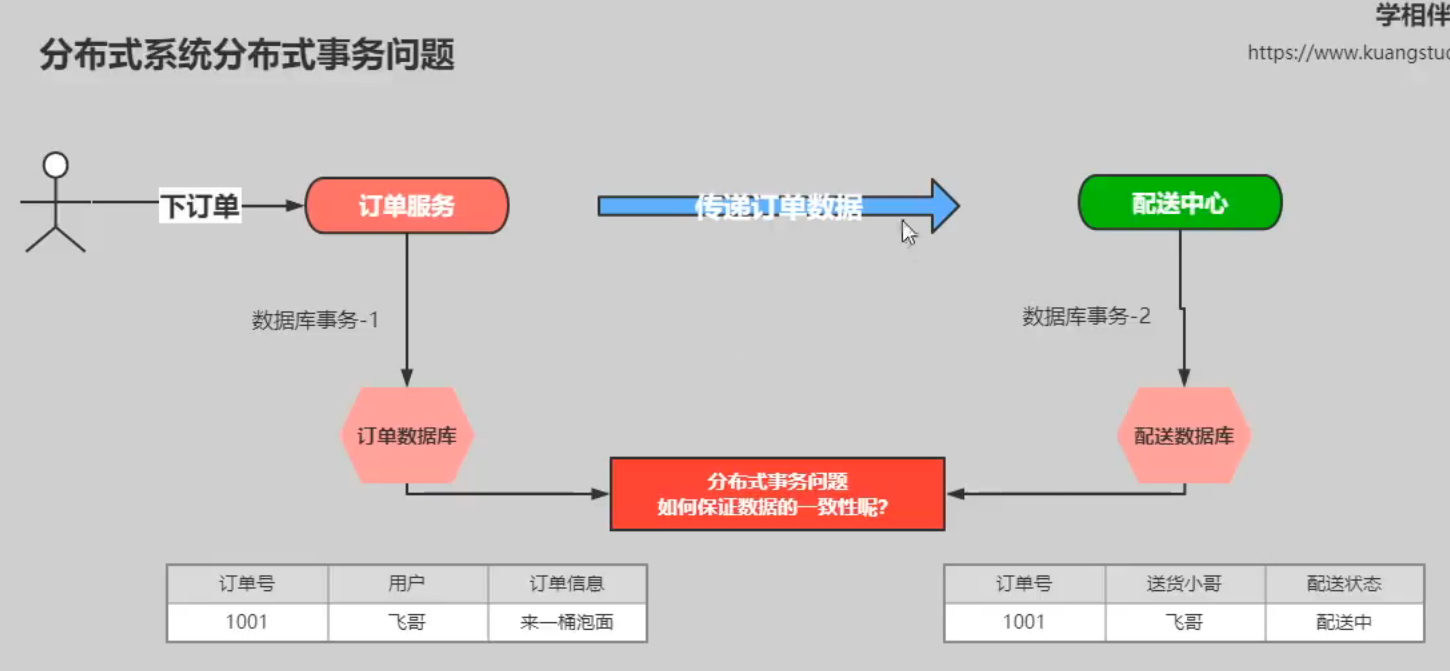 学相伴
分布式系统分布式事务问题
https://www.kuangstud
下订单
订单服务
传递订单数据
配送中心
数据库事务-1
数据库事务-2
订单数据库
配送数据库
分布式事务问题
如何保证数据的一致性呢?
订单号 用户 订单信息
1001 飞哥 来一桶泡面
订单号 送货小哥 配送状态
1001 飞哥 配送中